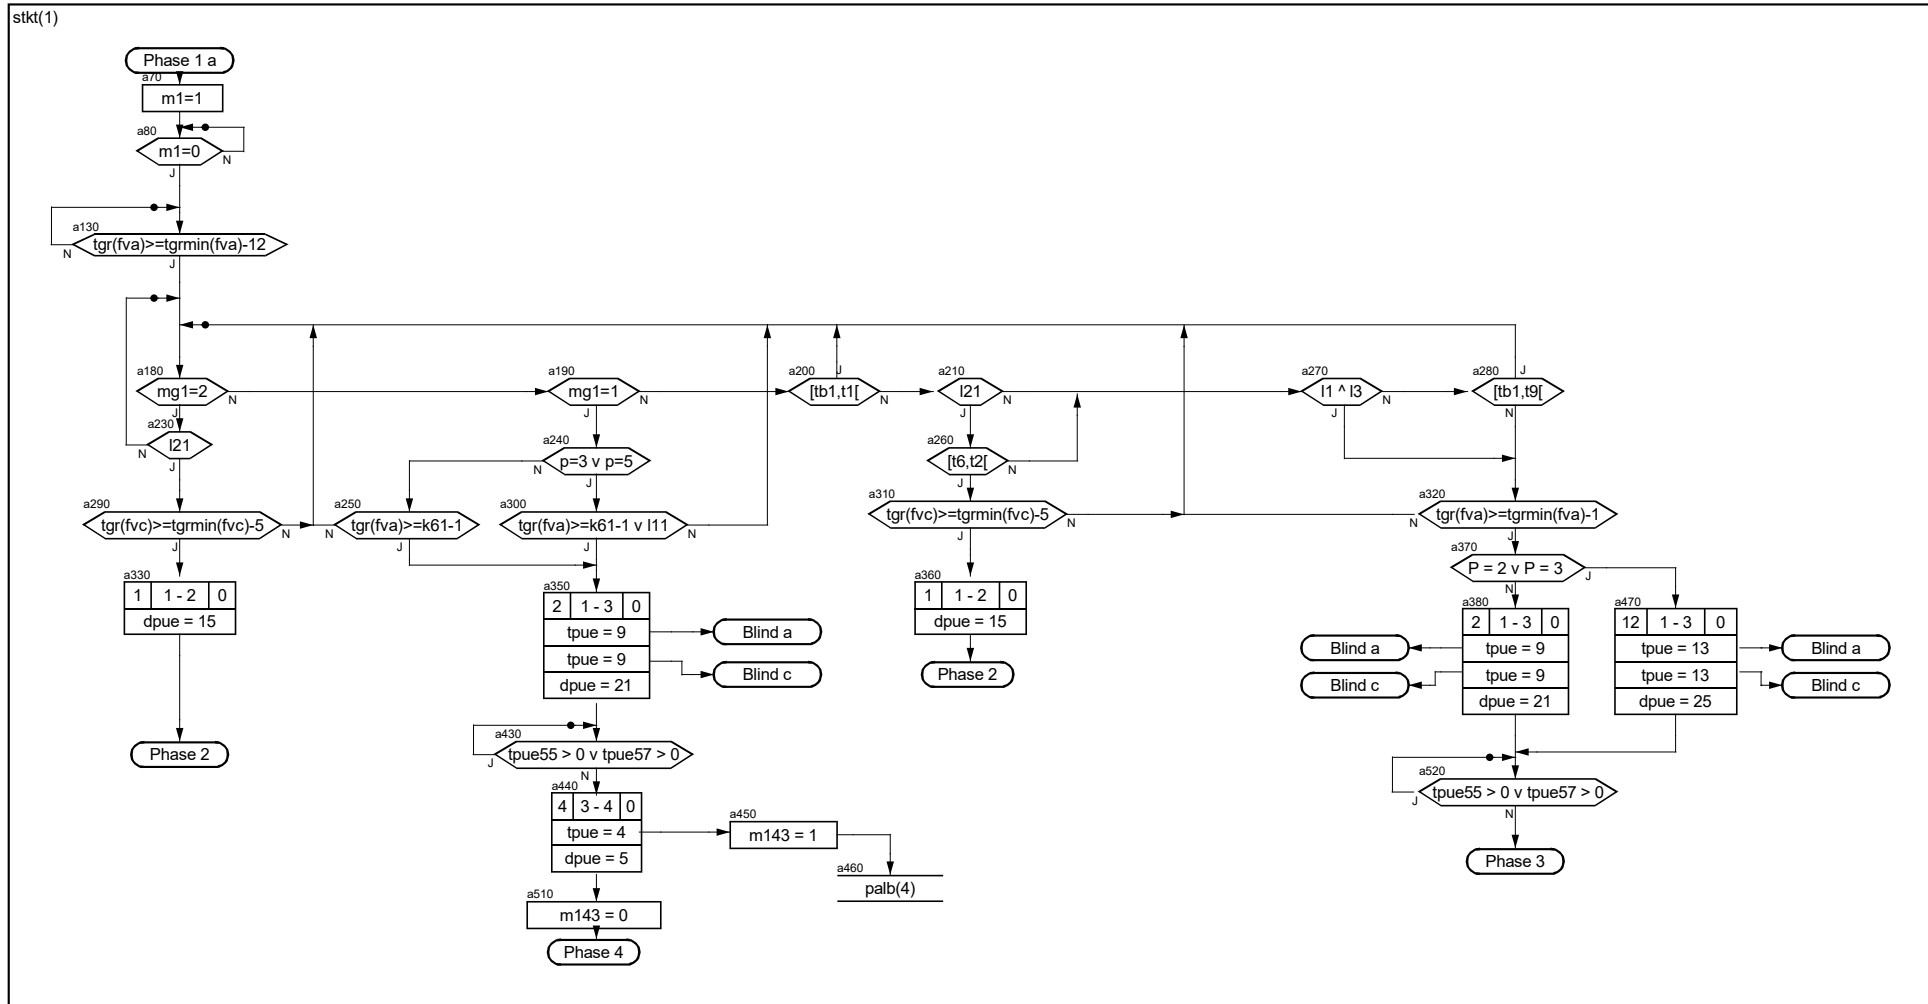 stkt(1)
Phase 1 a
a70
m1=1
a80
m1=0
N
J
a130
tgr(fva)>=tgrmin(fva)-12
N
J
a180
mg1=2
N
J
a190
mg1=1
N
J
a200
[tb1,t1[
J
N
a210
l21
N
J
a270
l1 ^ l3
N
J
a280
[tb1,t9[
J
N
a230
l21
N
J
a240
p=3 v p=5
N
J
a260
[t6,t2[
N
J
a290
tgr(fvc)>=tgrmin(fvc)-5
N
J
a250
tgr(fva)>=k61-1
N
J
a300
tgr(fva)>=k61-1 v l11
N
J
a310
tgr(fvc)>=tgrmin(fvc)-5
N
J
a320
tgr(fva)>=tgrmin(fva)-1
N
J
a370
P = 2 v P = 3
J
N
a330
1 1 - 2 0
dpue = 15
Phase 2
a350
2 1 - 3 0
tpue = 9
Blind a
tpue = 9
Blind c
dpue = 21
a360
1 1 - 2 0
dpue = 15
Phase 2
a380
2 1 - 3 0
Blind a
tpue = 9
Blind c
tpue = 9
dpue = 21
a470
12 1 - 3 0
tpue = 13
Blind a
tpue = 13
Blind c
dpue = 25
a430
tpue55 > 0 v tpue57 > 0
J
N
a440
4 3 - 4 0
tpue = 4
dpue = 5
a450
m143 = 1
a460
palb(4)
a510
m143 = 0
Phase 4
a520
tpue55 > 0 v tpue57 > 0
J
N
Phase 3